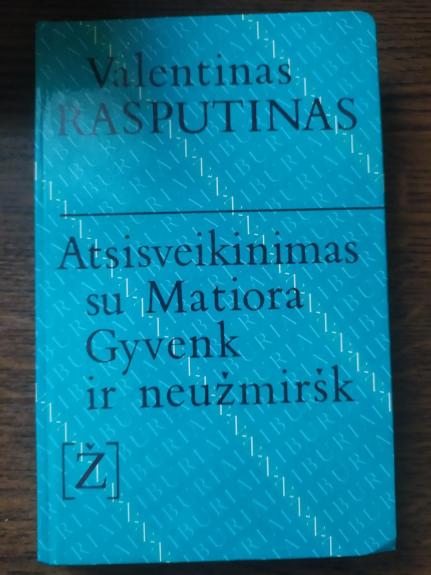 Valentinas
RASPUTINAS
Atsisveikinimas
su Matiora
Gyvenk
ir neužmiršk
[Ž]